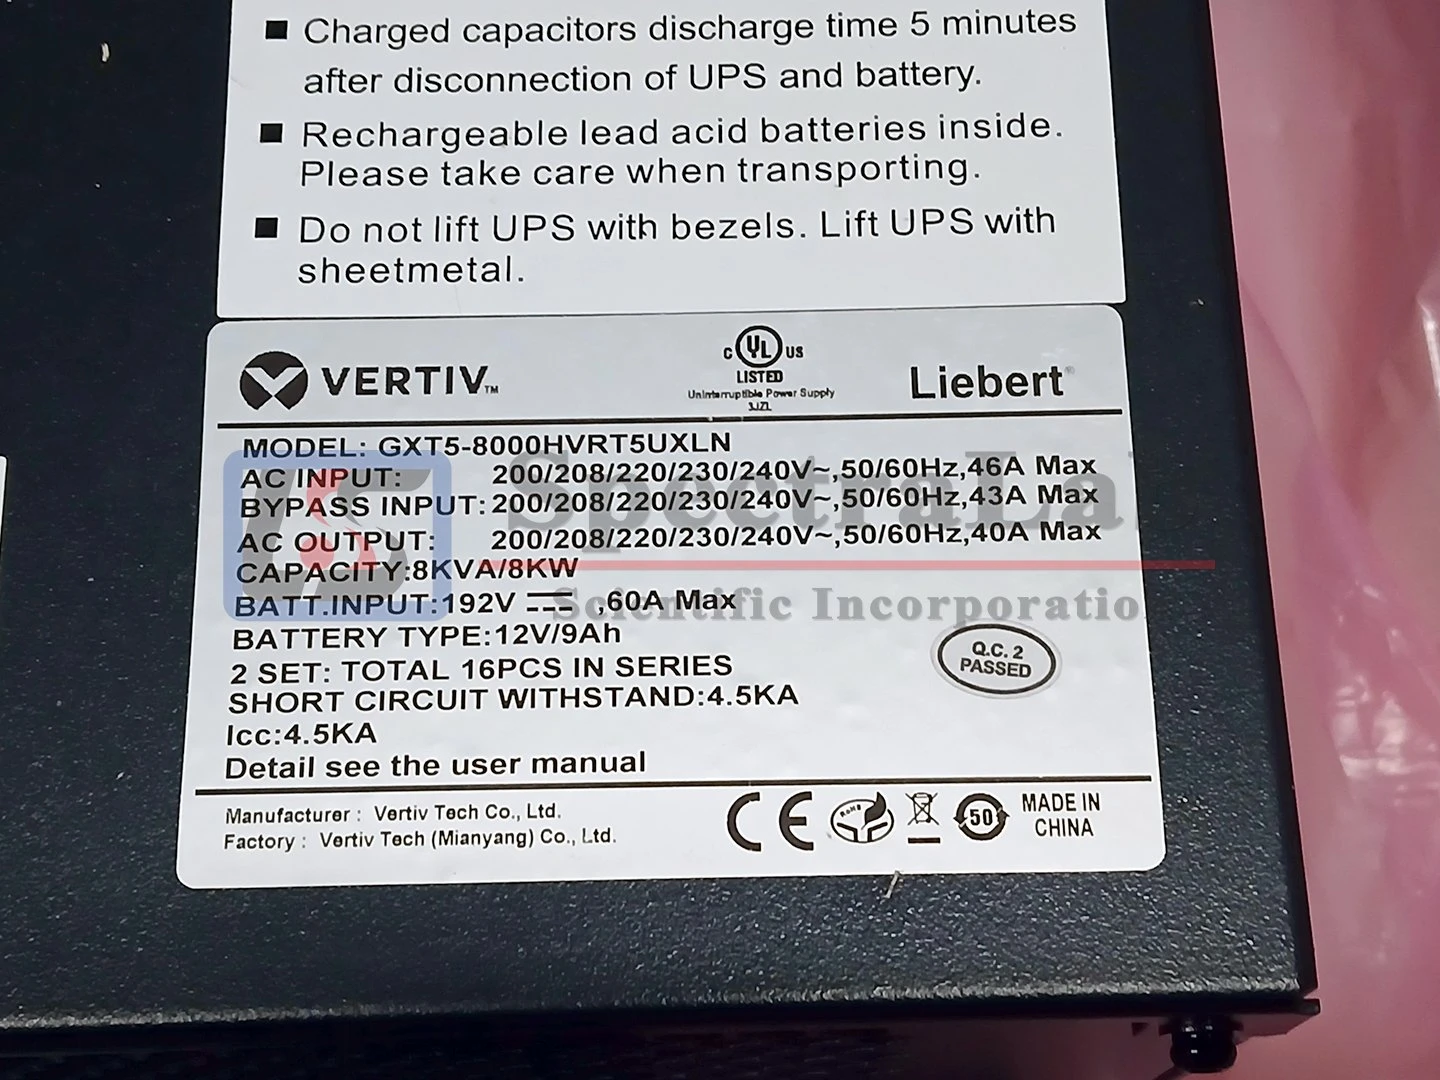 ■ Charged capacitors discharge time 5 minutes
after disconnection of UPS and battery.
■ Rechargeable lead acid batteries inside.
Please take care when transporting.
■ Do not lift UPS with bezels. Lift UPS with
sheetmetal.
VERTIV™
C UL US
LISTED
Uninterruptible Power Supply
3JZL
Liebert®
MODEL: GXT5-8000HVRT5UXLN
AC INPUT: 200/208/220/230/240V~,50/60Hz,46A Max
BYPASS INPUT: 200/208/220/230/240V~,50/60Hz,43A Max
AC OUTPUT: 200/208/220/230/240V~,50/60Hz,40A Max
CAPACITY:8KVA/8KW
BATT.INPUT:192V ⎓ ,60A Max
BATTERY TYPE:12V/9Ah
2 SET: TOTAL 16PCS IN SERIES
SHORT CIRCUIT WITHSTAND:4.5KA
Icc:4.5KA
Detail see the user manual
Q.C. 2
PASSED
Manufacturer : Vertiv Tech Co., Ltd.
Factory : Vertiv Tech (Mianyang) Co., Ltd.
CE
RoHS
50
MADE IN
CHINA
SpectraLa
Scientific Incorporatio